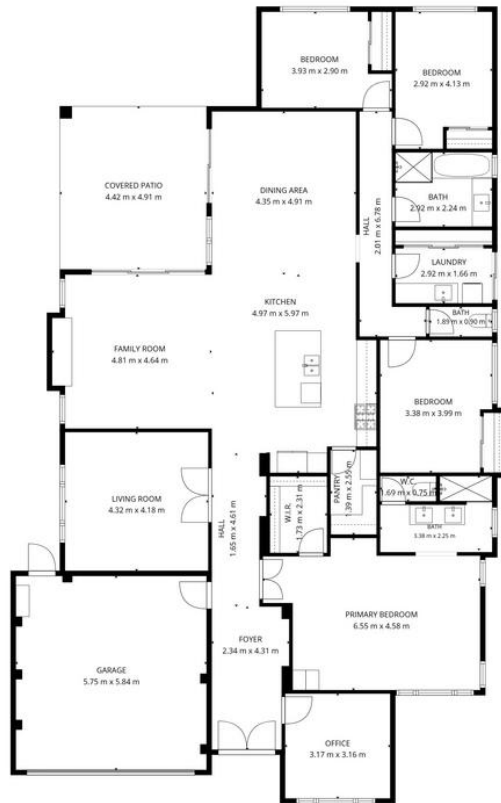 BEDROOM
3.93 m x 2.90 m
BEDROOM
2.92 m x 4.13 m
COVERED PATIO
4.42 m x 4.91 m
DINING AREA
4.35 m x 4.91 m
HALL
2.01 m x 6.78 m
BATH
2.92 m x 2.24 m
LAUNDRY
2.92 m x 1.66 m
BATH
1.89 m x 0.90 m
KITCHEN
4.97 m x 5.97 m
FAMILY ROOM
4.81 m x 4.64 m
BEDROOM
3.38 m x 3.99 m
LIVING ROOM
4.32 m x 4.18 m
HALL
1.65 m x 4.61 m
W.I.R.
1.73 m x 2.31 m
PANTRY
1.39 m x 2.55 m
W.C.
1.69 m x 0.75 m
BATH
3.38 m x 2.25 m
PRIMARY BEDROOM
6.55 m x 4.58 m
FOYER
2.34 m x 4.31 m
GARAGE
5.75 m x 5.84 m
OFFICE
3.17 m x 3.16 m